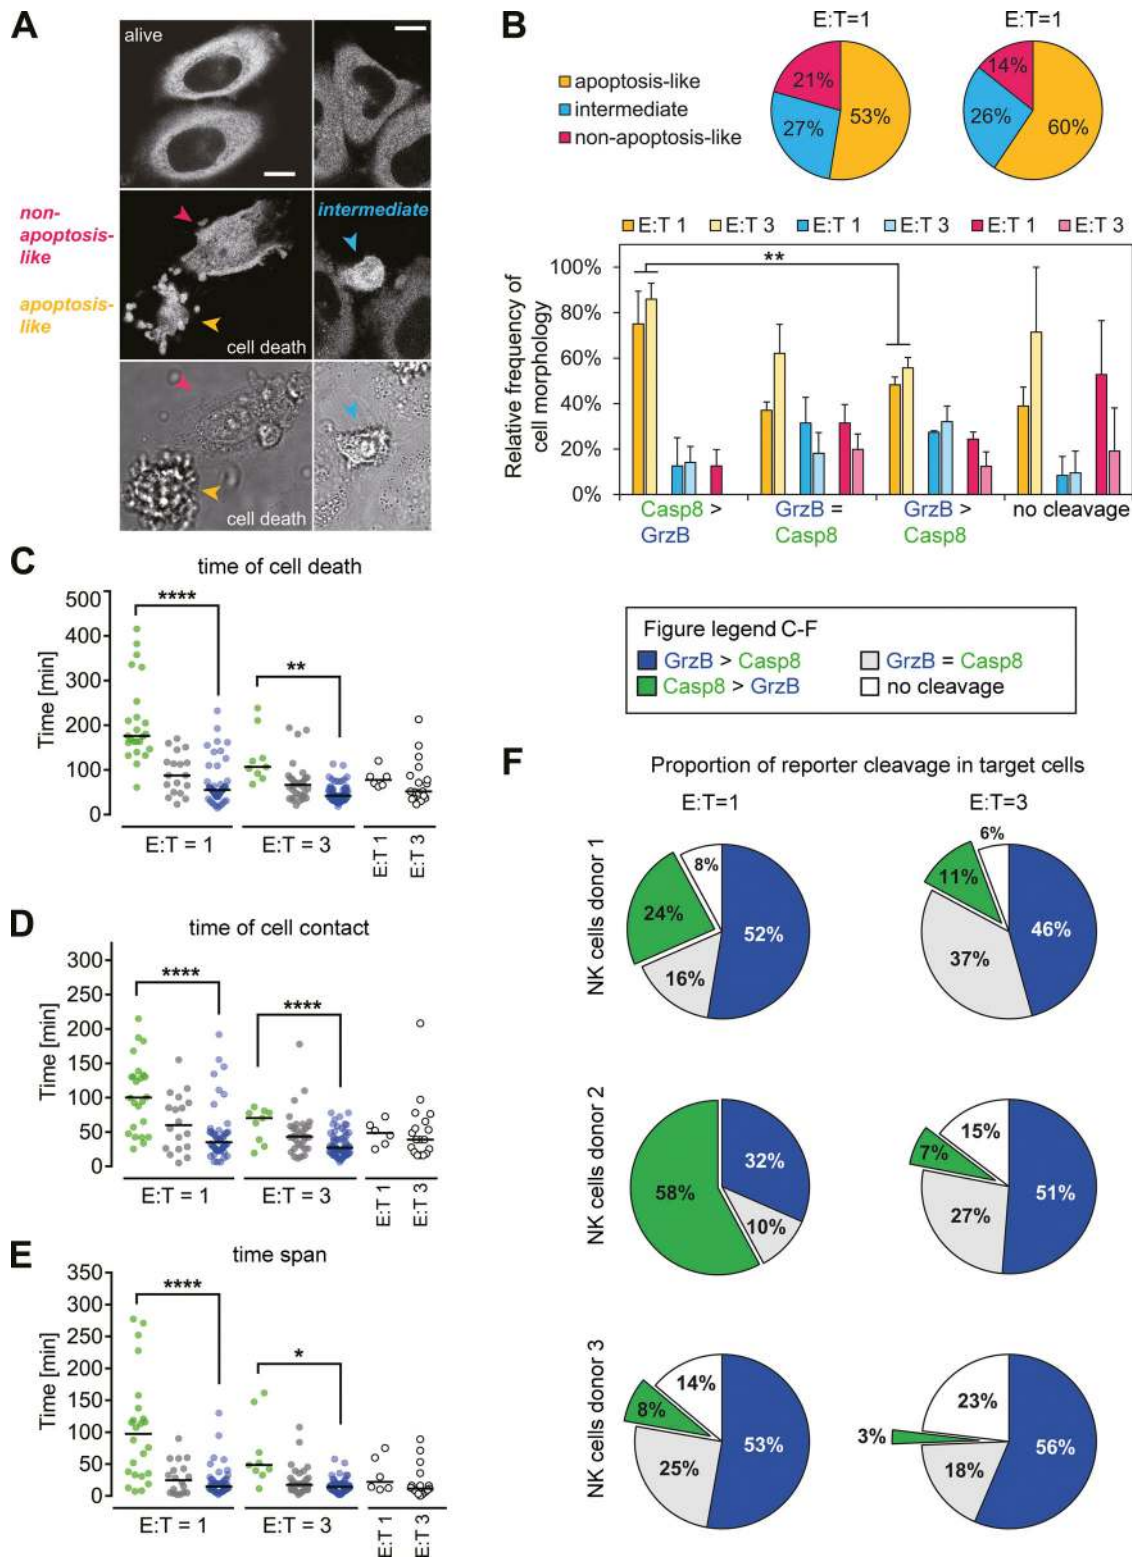 A
alive
non-
apoptosis-
like
apoptosis-
like
intermediate
cell death
cell death
B
E:T=1
E:T=1
apoptosis-like
intermediate
non-apoptosis-like
21%
27%
53%
14%
26%
60%
E:T 1
E:T 3
E:T 1
E:T 3
E:T 1
E:T 3
Relative frequency of
cell morphology
100%
80%
60%
40%
20%
0%
**
Casp8 >
GrzB
GrzB =
Casp8
GrzB >
Casp8
no cleavage
C
time of cell death
Time [min]
500
400
300
200
100
0
****
**
E:T = 1
E:T = 3
E:T 1
E:T 3
Figure legend C-F
GrzB > Casp8
GrzB = Casp8
Casp8 > GrzB
no cleavage
D
time of cell contact
Time [min]
300
250
200
150
100
50
0
****
****
E:T = 1
E:T = 3
E:T 1
E:T 3
E
time span
Time [min]
350
300
250
200
150
100
50
0
****
*
E:T = 1
E:T = 3
E:T 1
E:T 3
F
Proportion of reporter cleavage in target cells
E:T=1
E:T=3
NK cells donor 1
8%
24%
16%
52%
6%
11%
37%
46%
NK cells donor 2
58%
32%
10%
15%
7%
27%
51%
NK cells donor 3
14%
8%
25%
53%
23%
3%
18%
56%